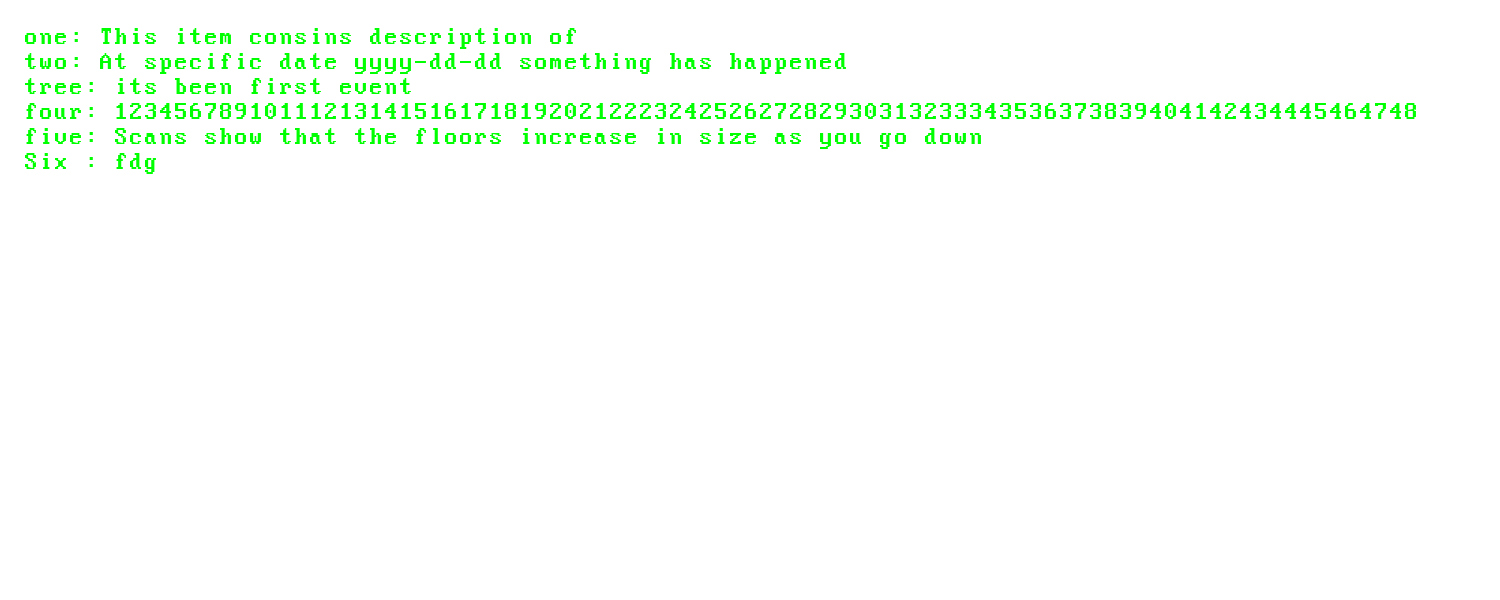 one: This item consins description of
two: At specific date yyyy-dd-dd something has happened
tree: its been first event
four: 123456789101112131415161718192021222324252627282930313233343536373839404142434445464748
five: Scans show that the floors increase in size as you go down
Six : fdg